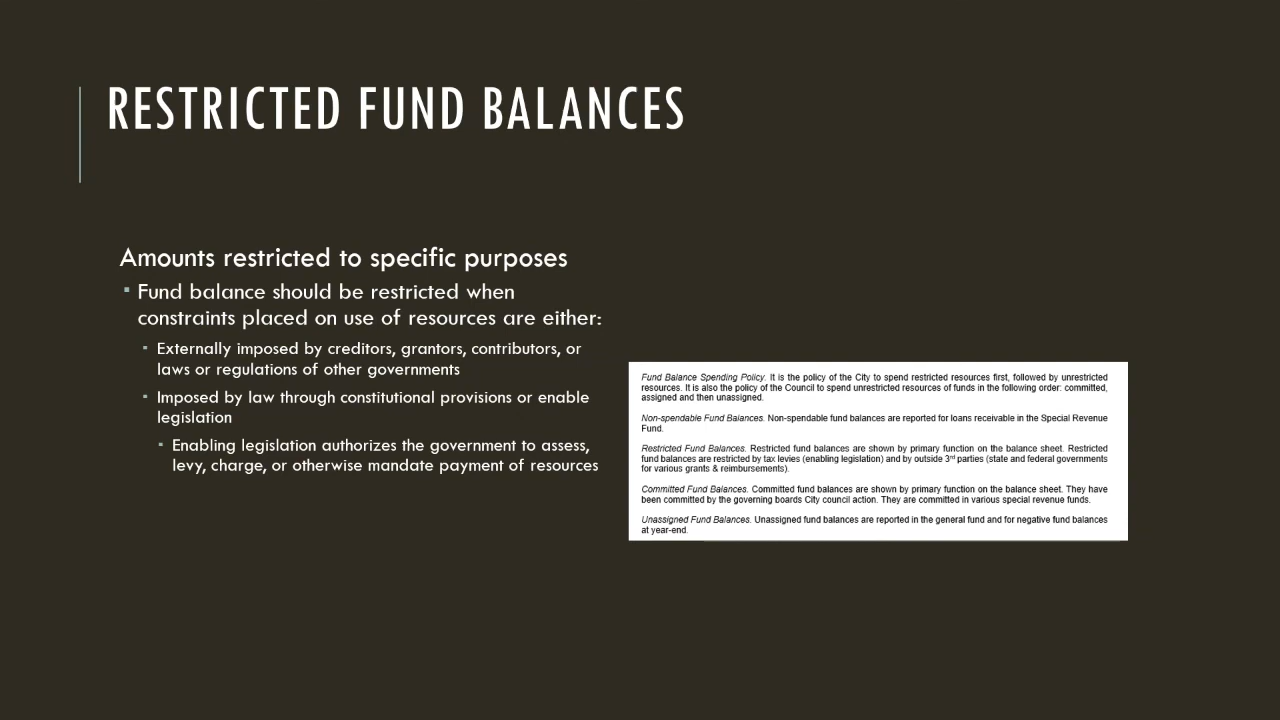 RESTRICTED FUND BALANCES
Amounts restricted to specific purposes
▪ Fund balance should be restricted when
constraints placed on use of resources are either:
▪ Externally imposed by creditors, grantors, contributors, or
laws or regulations of other governments
▪ Imposed by law through constitutional provisions or enable
legislation
▪ Enabling legislation authorizes the government to assess,
levy, charge, or otherwise mandate payment of resources
Fund Balance Spending Policy. It is the policy of the City to spend restricted resources first, followed by unrestricted
resources. It is also the policy of the Council to spend unrestricted resources of funds in the following order: committed,
assigned and then unassigned.
Non-spendable Fund Balances. Non-spendable fund balances are reported for loans receivable in the Special Revenue
Fund.
Restricted Fund Balances. Restricted fund balances are shown by primary function on the balance sheet. Restricted
fund balances are restricted by tax levies (enabling legislation) and by outside 3rd parties (state and federal governments
for various grants & reimbursements).
Committed Fund Balances. Committed fund balances are shown by primary function on the balance sheet. They have
been committed by the governing boards City council action. They are committed in various special revenue funds.
Unassigned Fund Balances. Unassigned fund balances are reported in the general fund and for negative fund balances
at year-end.